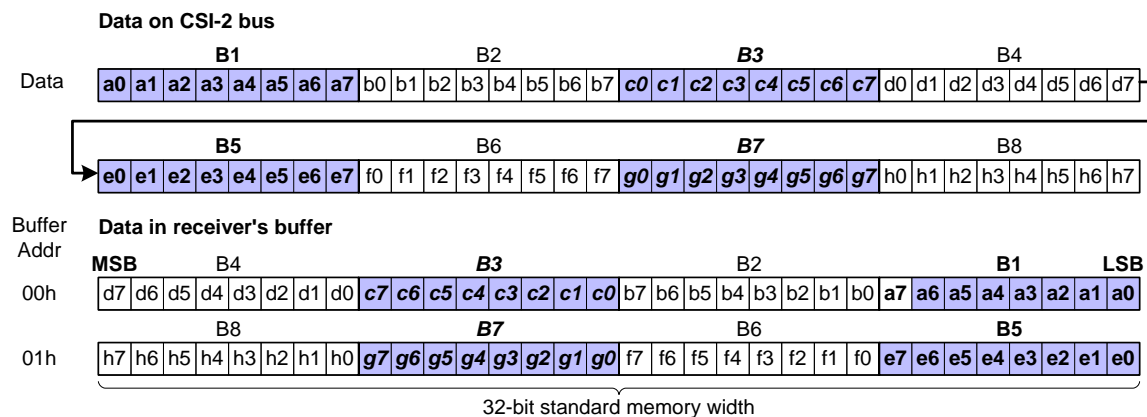 Data on CSI-2 bus
B1 B2 B3 B4
Data a0 a1 a2 a3 a4 a5 a6 a7 b0 b1 b2 b3 b4 b5 b6 b7 c0 c1 c2 c3 c4 c5 c6 c7 d0 d1 d2 d3 d4 d5 d6 d7
B5 B6 B7 B8
e0 e1 e2 e3 e4 e5 e6 e7 f0 f1 f2 f3 f4 f5 f6 f7 g0 g1 g2 g3 g4 g5 g6 g7 h0 h1 h2 h3 h4 h5 h6 h7
Buffer Addr
Data in receiver's buffer
MSB B4 B3 B2 B1 LSB
00h d7 d6 d5 d4 d3 d2 d1 d0 c7 c6 c5 c4 c3 c2 c1 c0 b7 b6 b5 b4 b3 b2 b1 b0 a7 a6 a5 a4 a3 a2 a1 a0
B8 B7 B6 B5
01h h7 h6 h5 h4 h3 h2 h1 h0 g7 g6 g5 g4 g3 g2 g1 g0 f7 f6 f5 f4 f3 f2 f1 f0 e7 e6 e5 e4 e3 e2 e1 e0
32-bit standard memory width